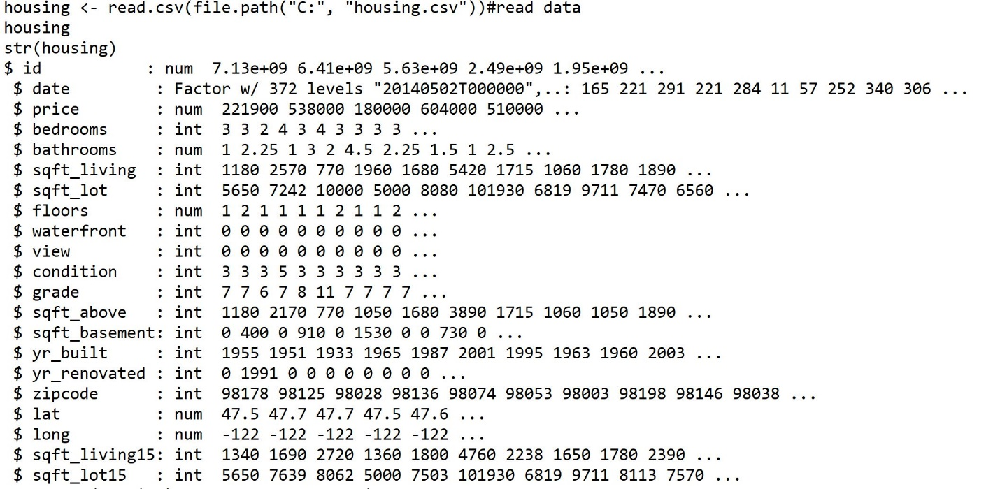 housing <- read.csv(file.path("C:", "housing.csv"))#read data
housing
str(housing)
$ id           : num  7.13e+09 6.41e+09 5.63e+09 2.49e+09 1.95e+09 ...
 $ date         : Factor w/ 372 levels "20140502T000000",..: 165 221 291 221 284 11 57 252 340 306 ...
 $ price        : num  221900 538000 180000 604000 510000 ...
 $ bedrooms     : int  3 3 2 4 3 4 3 3 3 3 ...
 $ bathrooms    : num  1 2.25 1 3 2 4.5 2.25 1.5 1 2.5 ...
 $ sqft_living  : int  1180 2570 770 1960 1680 5420 1715 1060 1780 1890 ...
 $ sqft_lot     : int  5650 7242 10000 5000 8080 101930 6819 9711 7470 6560 ...
 $ floors       : num  1 2 1 1 1 1 2 1 1 2 ...
 $ waterfront   : int  0 0 0 0 0 0 0 0 0 0 ...
 $ view         : int  0 0 0 0 0 0 0 0 0 0 ...
 $ condition    : int  3 3 3 5 3 3 3 3 3 3 ...
 $ grade        : int  7 7 6 7 8 11 7 7 7 7 ...
 $ sqft_above   : int  1180 2170 770 1050 1680 3890 1715 1060 1050 1890 ...
 $ sqft_basement: int  0 400 0 910 0 1530 0 0 730 0 ...
 $ yr_built     : int  1955 1951 1933 1965 1987 2001 1995 1963 1960 2003 ...
 $ yr_renovated : int  0 1991 0 0 0 0 0 0 0 0 ...
 $ zipcode      : int  98178 98125 98028 98136 98074 98053 98003 98198 98146 98038 ...
 $ lat          : num  47.5 47.7 47.7 47.5 47.6 ...
 $ long         : num  -122 -122 -122 -122 -122 ...
 $ sqft_living15: int  1340 1690 2720 1360 1800 4760 2238 1650 1780 2390 ...
 $ sqft_lot15   : int  5650 7639 8062 5000 7503 101930 6819 9711 8113 7570 ...